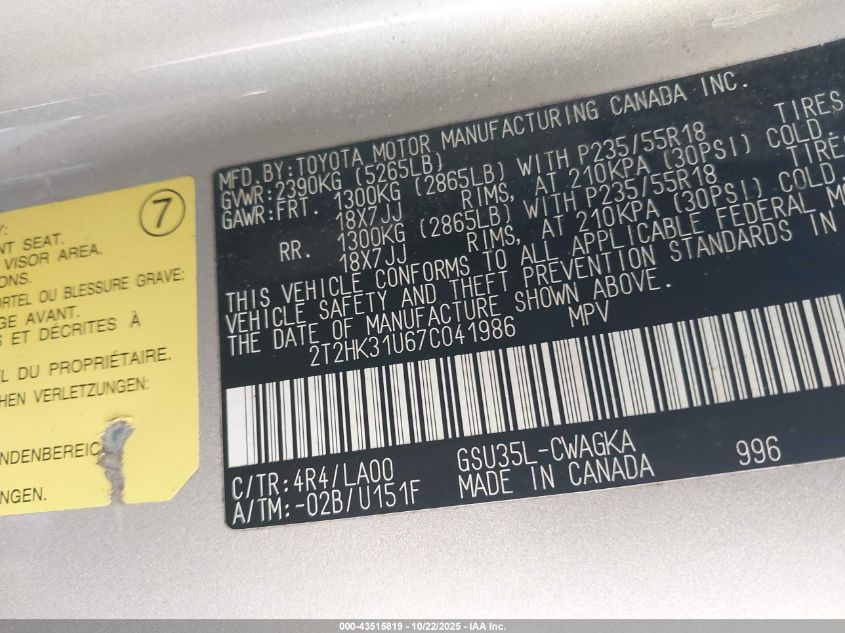 7
NT SEAT.
VISOR AREA.
ONS.
ORTEL OU BLESSURE GRAVE:
GE AVANT.
S ET DÉCRITES À
EL DU PROPRIÉTAIRE.
HEN VERLETZUNGEN:
NDENBEREICH
NUNGEN.
MFD. BY: TOYOTA MOTOR MANUFACTURING CANADA INC.
GVWR: 2390KG (5265LB)
GAWR: FRT. 1300KG (2865LB) WITH P235/55R18 TIRES
18X7JJ RIMS, AT 210KPA (30PSI) COLD.
RR. 1300KG (2865LB) WITH P235/55R18 TIRES
18X7JJ RIMS, AT 210KPA (30PSI) COLD.
THIS VEHICLE CONFORMS TO ALL APPLICABLE FEDERAL MO
VEHICLE SAFETY AND THEFT PREVENTION STANDARDS IN
THE DATE OF MANUFACTURE SHOWN ABOVE.
2T2HK31U67C041986 MPV
C/TR: 4R4/LA00 GSU35L-CWAGKA 996
A/TM: -02B/U151F MADE IN CANADA
000-43515819 - 10/22/2025 - IAA Inc.